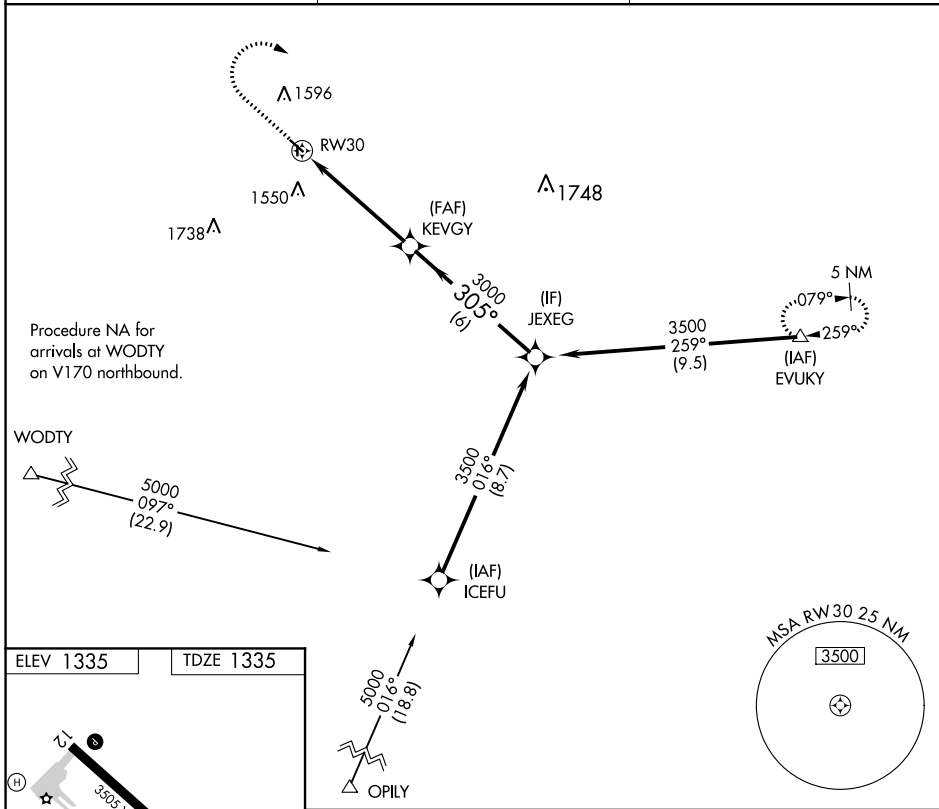 1596
RW30
1550
1748
1738
(FAF)
KEVGY
3000
305°
(6)
(IF)
JEXEG
5 NM
079°
259°
3500
259°
(9.5)
(IAF)
EVUKY
Procedure NA for
arrivals at WODTY
on V170 northbound.
WODTY
5000
097°
(22.9)
3500
016°
(8.7)
(IAF)
ICEFU
MSA RW30 25 NM
3500
ELEV 1335
TDZE 1335
5000
016°
(18.8)
OPILY
12
P
H
3505